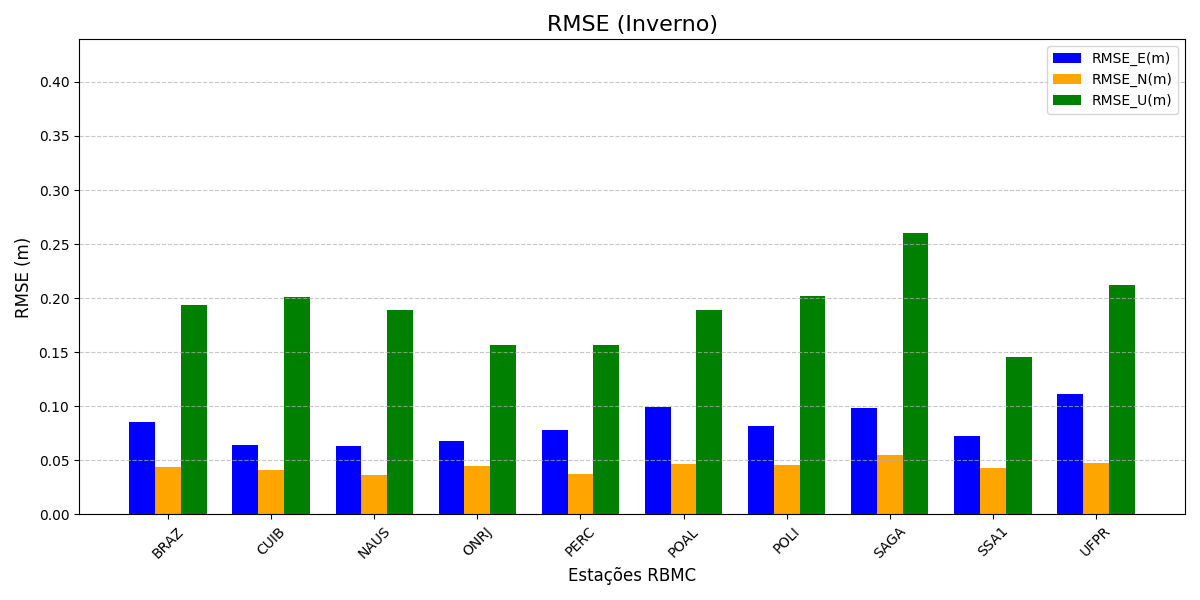 RMSE (Inverno)
RMSE_E(m)
RMSE_N(m)
RMSE_U(m)
RMSE (m)
0.40
0.35
0.30
0.25
0.20
0.15
0.10
0.05
0.00
BRAZ CUIB NAUS ONRJ PERC POAL POLI SAGA SSA1 UFPR
Estações RBMC